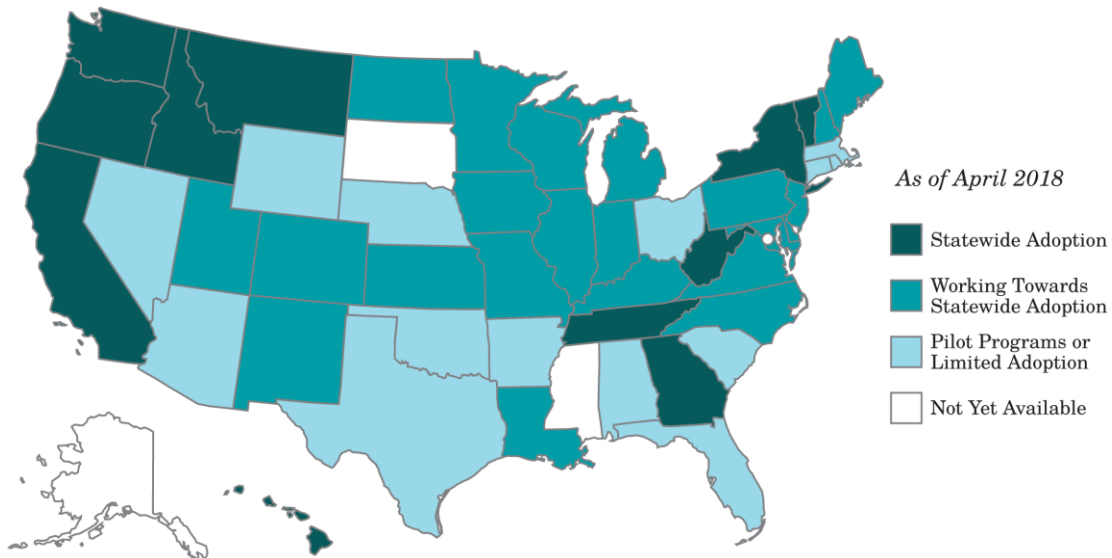 As of April 2018
Statewide Adoption
Working Towards
Statewide Adoption
Pilot Programs or
Limited Adoption
Not Yet Available